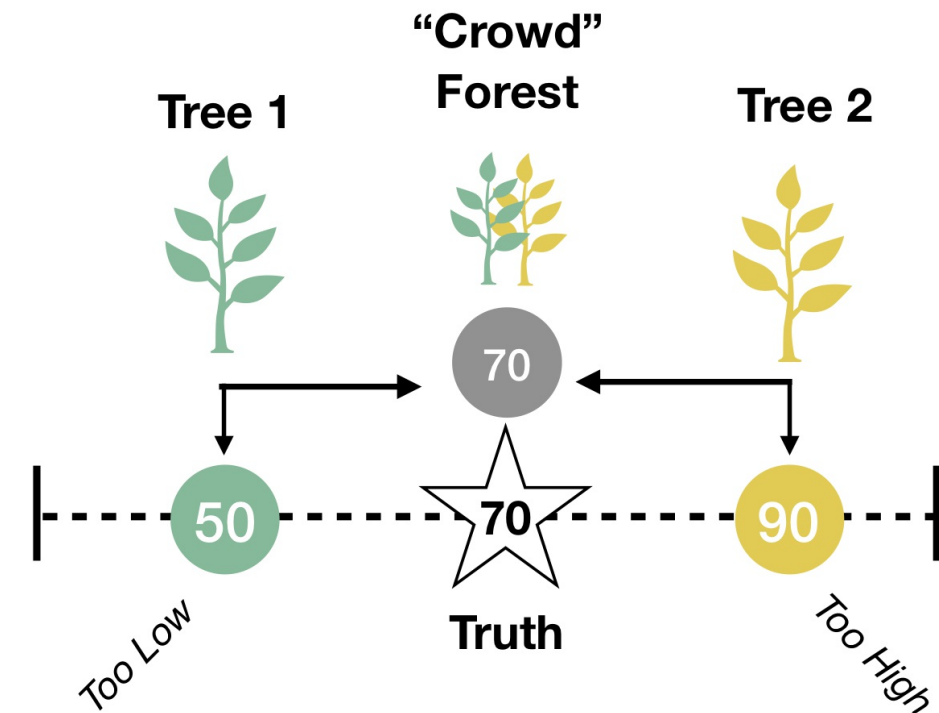 “Crowd”
Forest
Tree 1
Tree 2
70
50
70
90
Too Low
Truth
Too High